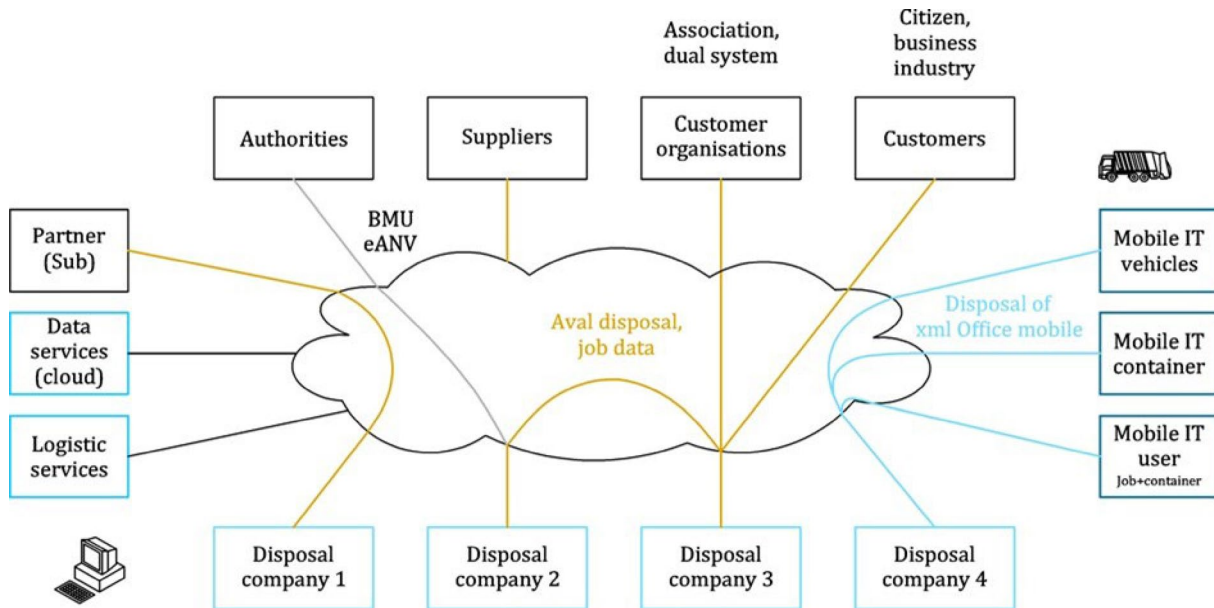 Association,
dual system
Citizen,
business
industry
Authorities
Suppliers
Customer
organisations
Customers
BMU
eANV
Partner
(Sub)
Mobile IT
vehicles
Data
services
(cloud)
Aval disposal,
job data
Disposal of
xml Office mobile
Mobile IT
container
Logistic
services
Mobile IT
user
Job+container
Disposal
company 1
Disposal
company 2
Disposal
company 3
Disposal
company 4